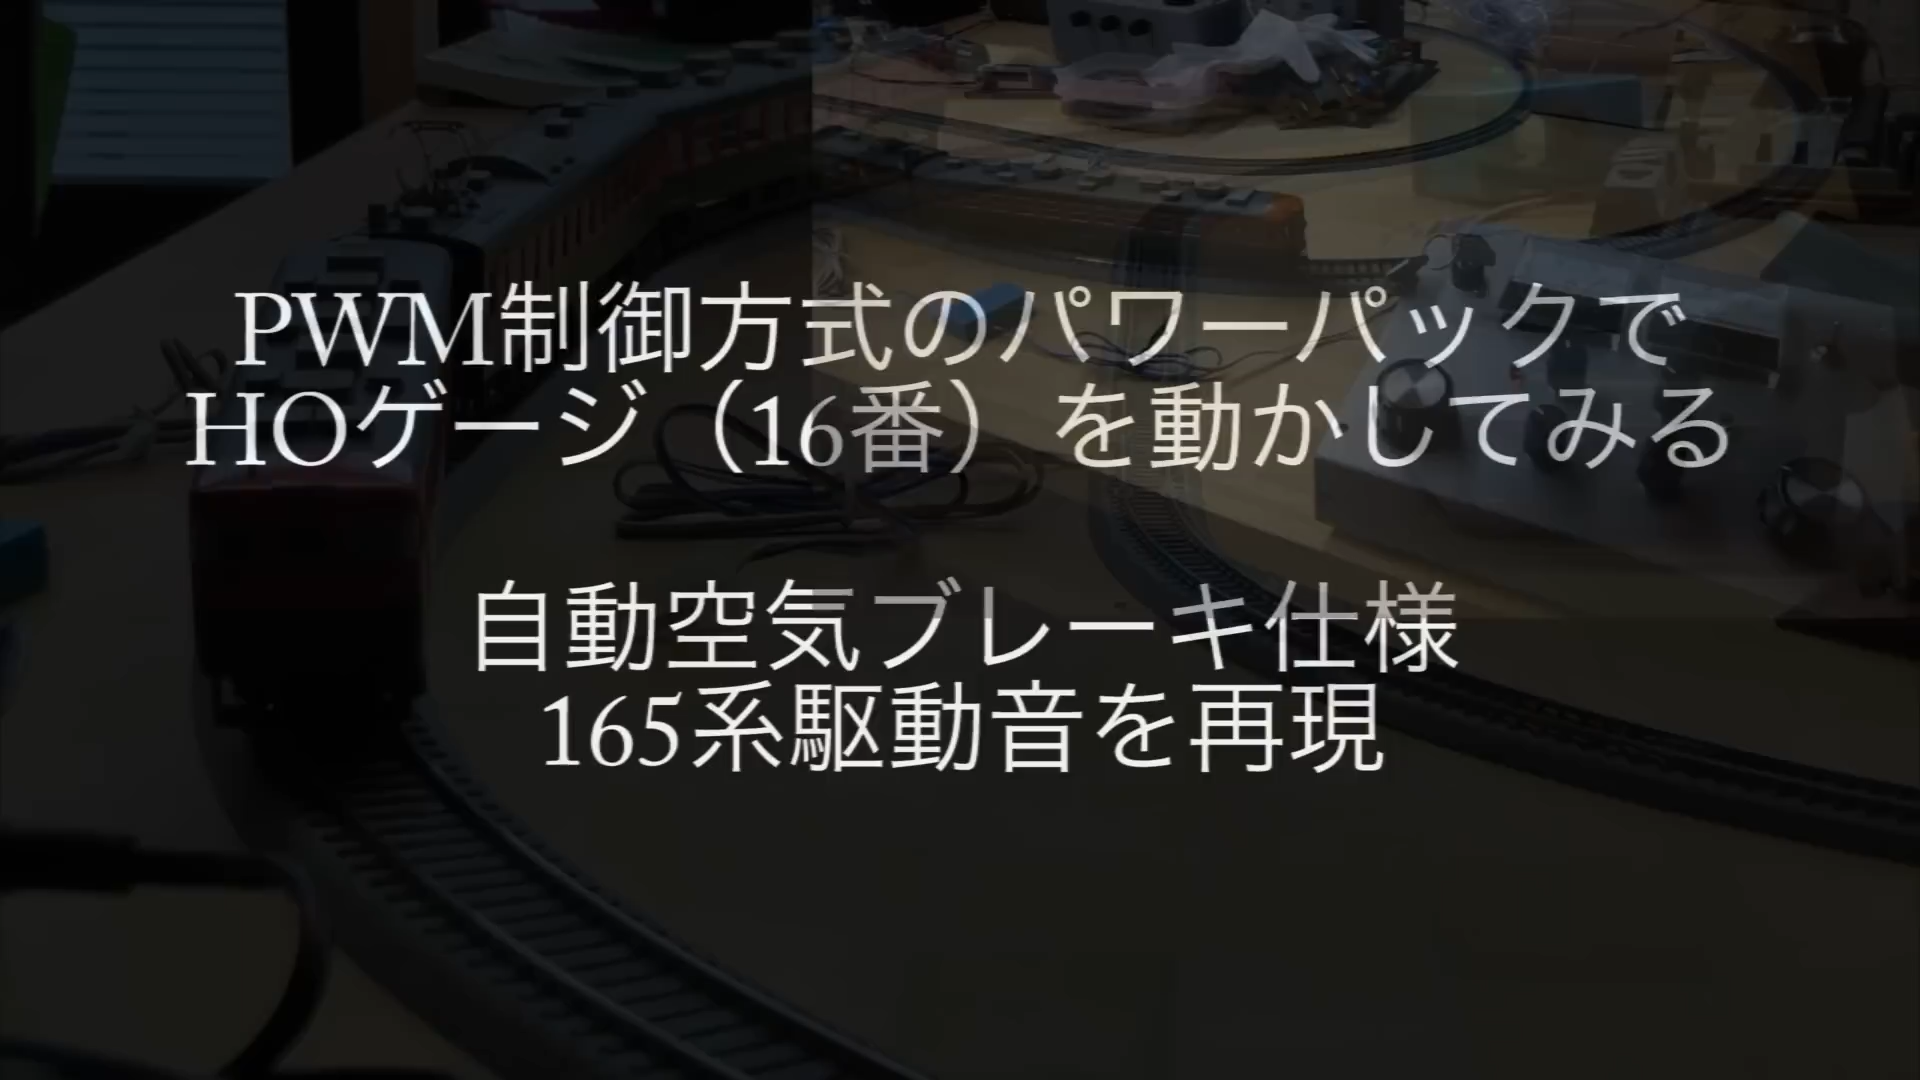 PWM制御方式のパワーパックで
HOゲージ（16番）を動かしてみる
自動空気ブレーキ仕様
165系駆動音を再現